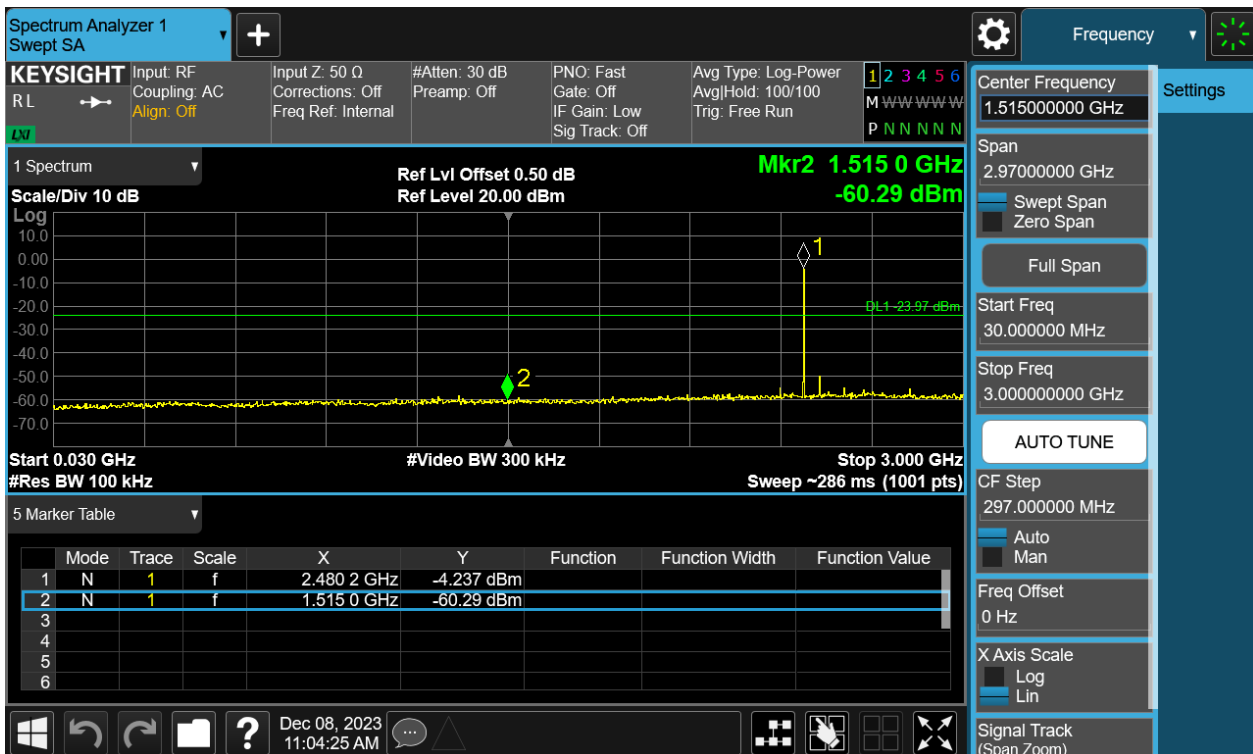 Spectrum Analyzer 1
Swept SA
+
Frequency
KEYSIGHT
R L
LXI
Input: RF
Coupling: AC
Align: Off
Input Z: 50 Ω
Corrections: Off
Freq Ref: Internal
#Atten: 30 dB
Preamp: Off
PNO: Fast
Gate: Off
IF Gain: Low
Sig Track: Off
Avg Type: Log-Power
Avg|Hold: 100/100
Trig: Free Run
1 2 3 4 5 6
M W W W W W
P N N N N N
1 Spectrum
Scale/Div 10 dB
Ref Lvl Offset 0.50 dB
Ref Level 20.00 dBm
Mkr2 1.515 0 GHz
-60.29 dBm
Log
10.0
0.00
-10.0
-20.0
-30.0
-40.0
-50.0
-60.0
-70.0
1
DL1 -23.97 dBm
2
Start 0.030 GHz
#Video BW 300 kHz
Stop 3.000 GHz
#Res BW 100 kHz
Sweep ~286 ms (1001 pts)
5 Marker Table
Mode Trace Scale X Y Function Function Width Function Value
1 N 1 f 2.480 2 GHz -4.237 dBm
2 N 1 f 1.515 0 GHz -60.29 dBm
3
4
5
6
?
Dec 08, 2023
11:04:25 AM
Center Frequency
1.515000000 GHz
Span
2.97000000 GHz
Swept Span
Zero Span
Full Span
Start Freq
30.000000 MHz
Stop Freq
3.000000000 GHz
AUTO TUNE
CF Step
297.000000 MHz
Auto
Man
Freq Offset
0 Hz
X Axis Scale
Log
Lin
Signal Track
(Span Zoom)
Settings